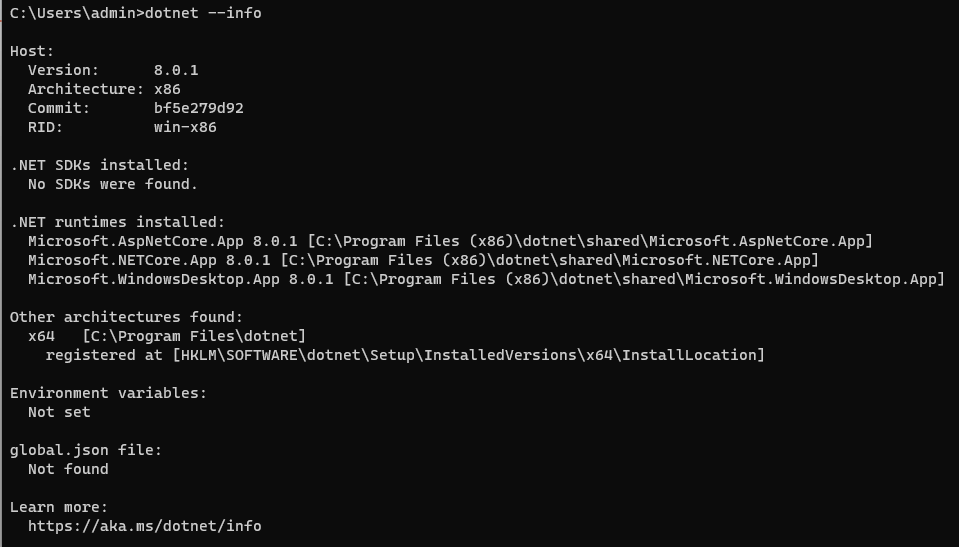 C:\Users\admin>dotnet --info
Host:
Version: 8.0.1
Architecture: x86
Commit: bf5e279d92
RID: win-x86
.NET SDKs installed:
No SDKs were found.
.NET runtimes installed:
Microsoft.AspNetCore.App 8.0.1 [C:\Program Files (x86)\dotnet\shared\Microsoft.AspNetCore.App]
Microsoft.NETCore.App 8.0.1 [C:\Program Files (x86)\dotnet\shared\Microsoft.NETCore.App]
Microsoft.WindowsDesktop.App 8.0.1 [C:\Program Files (x86)\dotnet\shared\Microsoft.WindowsDesktop.App]
Other architectures found:
x64 [C:\Program Files\dotnet]
registered at [HKLM\SOFTWARE\dotnet\Setup\InstalledVersions\x64\InstallLocation]
Environment variables:
Not set
global.json file:
Not found
Learn more:
https://aka.ms/dotnet/info